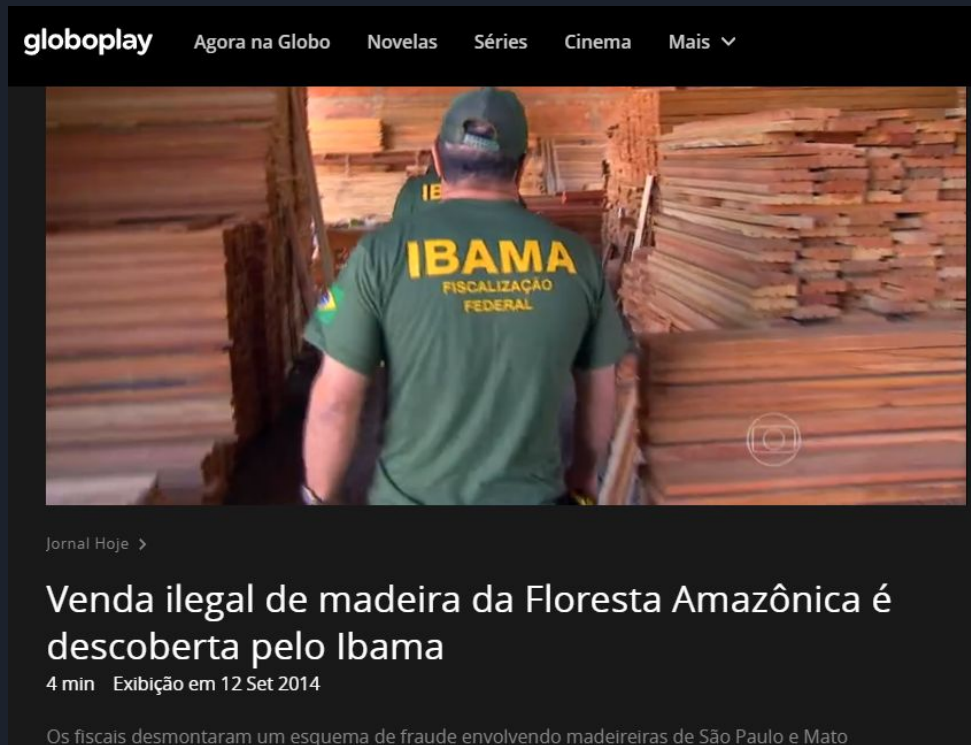 globoplay Agora na Globo Novelas Séries Cinema Mais
IB
IBAMA
FISCALIZAÇÃO
FEDERAL
Jornal Hoje
Venda ilegal de madeira da Floresta Amazônica é
descoberta pelo Ibama
4 min Exibição em 12 Set 2014
Os fiscais desmontaram um esquema de fraude envolvendo madeireiras de São Paulo e Mato